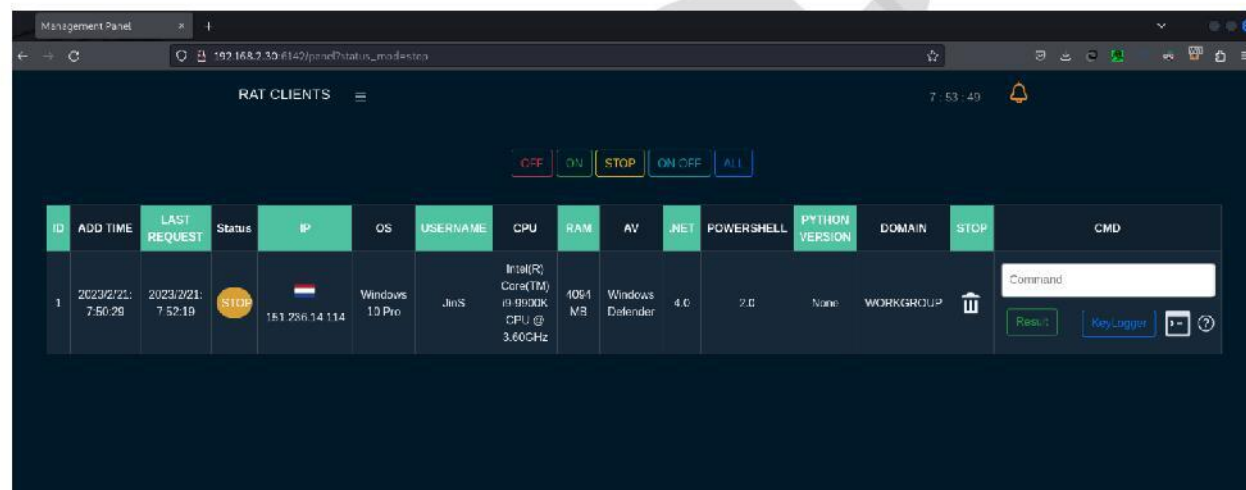 Management Panel
192.168.2.30:6142/panel?status_mod=stop
RAT CLIENTS
7 : 53 : 49
OFF ON STOP ON OFF ALL
ID ADD TIME LAST REQUEST Status IP OS USERNAME CPU RAM AV .NET POWERSHELL PYTHON VERSION DOMAIN STOP CMD
1 2023/2/21: 7:50:29 2023/2/21: 7:52:19 STOP 151.236.14.114 Windows 10 Pro JinS Intel(R) Core(TM) i9-9900K CPU @ 3.60GHz 4094 MB Windows Defender 4.0 2.0 None WORKGROUP Command
Result KeyLogger